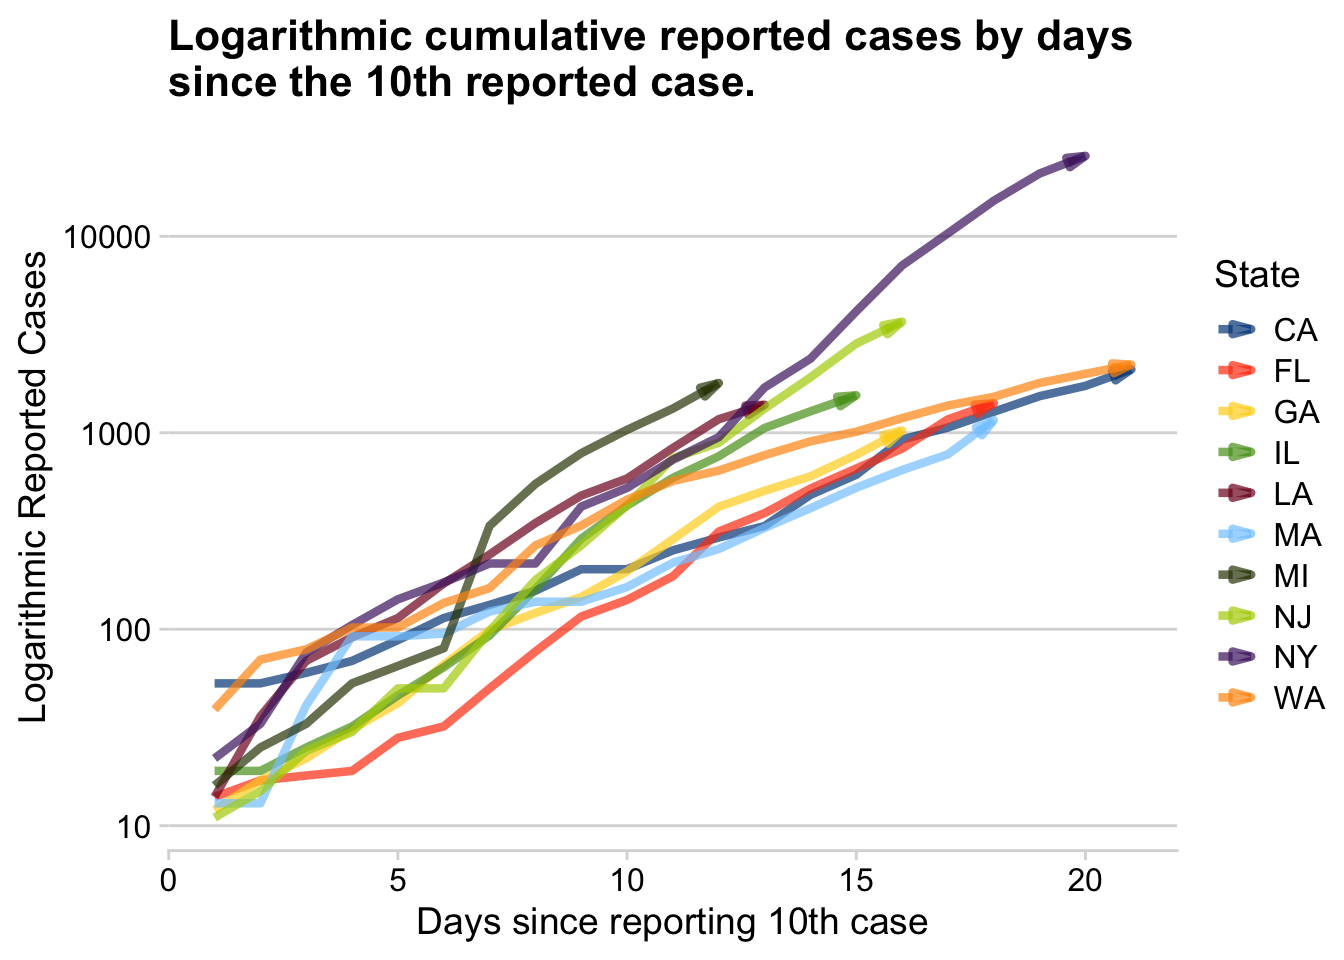 Logarithmic cumulative reported cases by days
since the 10th reported case.
Logarithmic Reported Cases
10000
1000
100
10
0
5
10
15
20
Days since reporting 10th case
State
CA
FL
GA
IL
LA
MA
MI
NJ
NY
WA